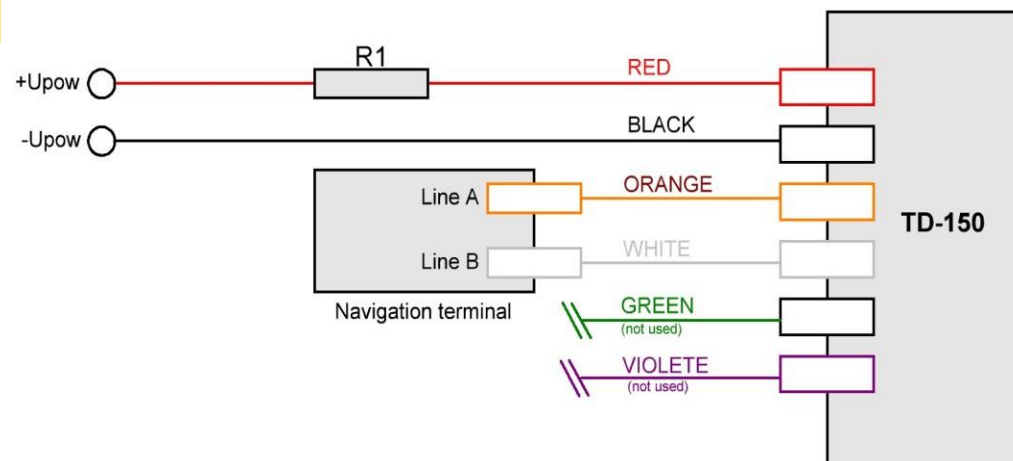 R1
RED
+Upow
BLACK
-Upow
Line A
ORANGE
TD-150
WHITE
Line B
GREEN
(not used)
Navigation terminal
VIOLETE
(not used)